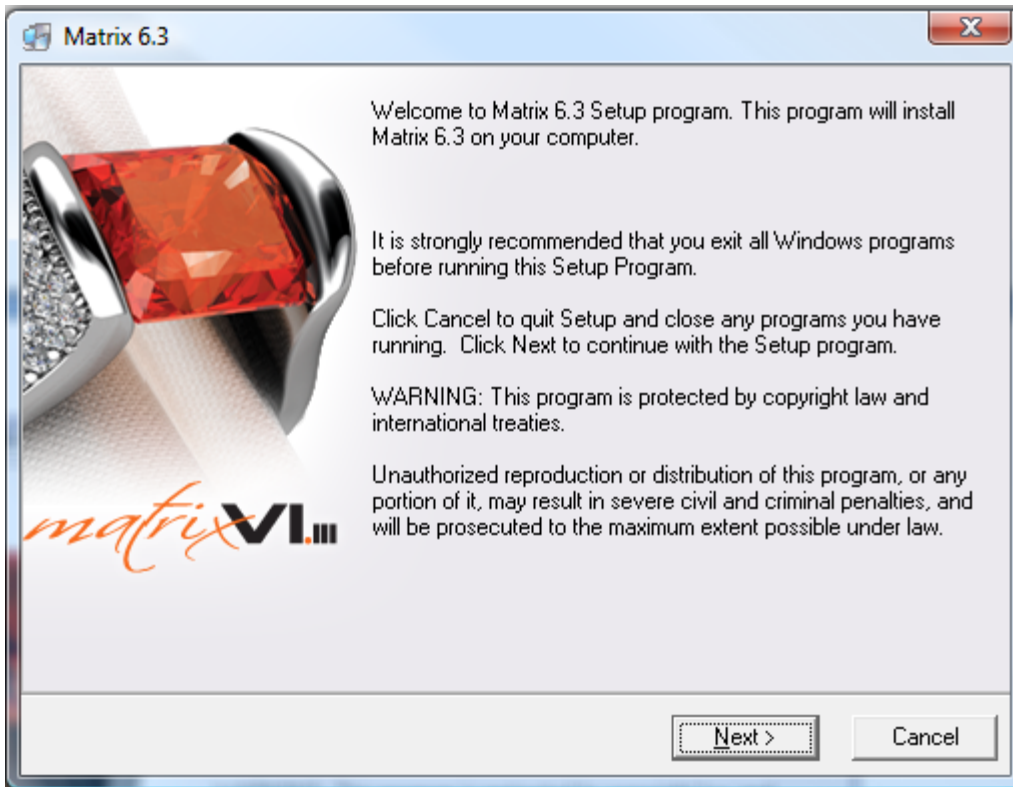 Matrix 6.3
Welcome to Matrix 6.3 Setup program. This program will install
Matrix 6.3 on your computer.
It is strongly recommended that you exit all Windows programs
before running this Setup Program.
Click Cancel to quit Setup and close any programs you have
running.  Click Next to continue with the Setup program.
WARNING: This program is protected by copyright law and
international treaties.
Unauthorized reproduction or distribution of this program, or any
portion of it, may result in severe civil and criminal penalties, and
will be prosecuted to the maximum extent possible under law.
matrixVI.III
Next >
Cancel